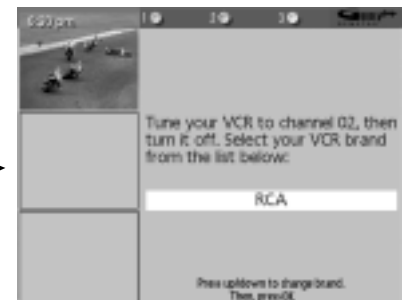 6:30 pm
Tune your VCR to channel 02, then
turn it off. Select your VCR brand
from the list below:
RCA
Press up/down to change brand.
Then, press OK.